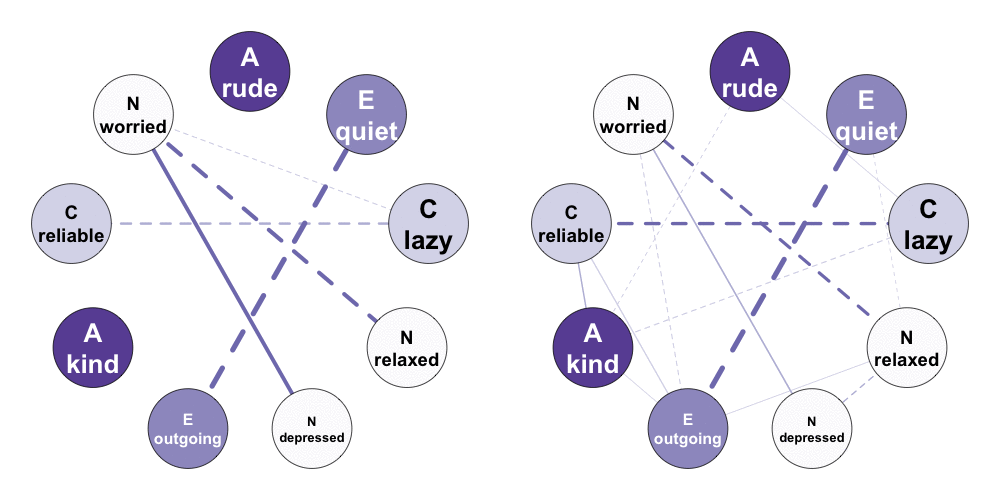 A
rude
N
worried
E
quiet
C
reliable
C
lazy
A
kind
N
relaxed
E
outgoing
N
depressed
A
rude
N
worried
E
quiet
C
reliable
C
lazy
A
kind
N
relaxed
E
outgoing
N
depressed